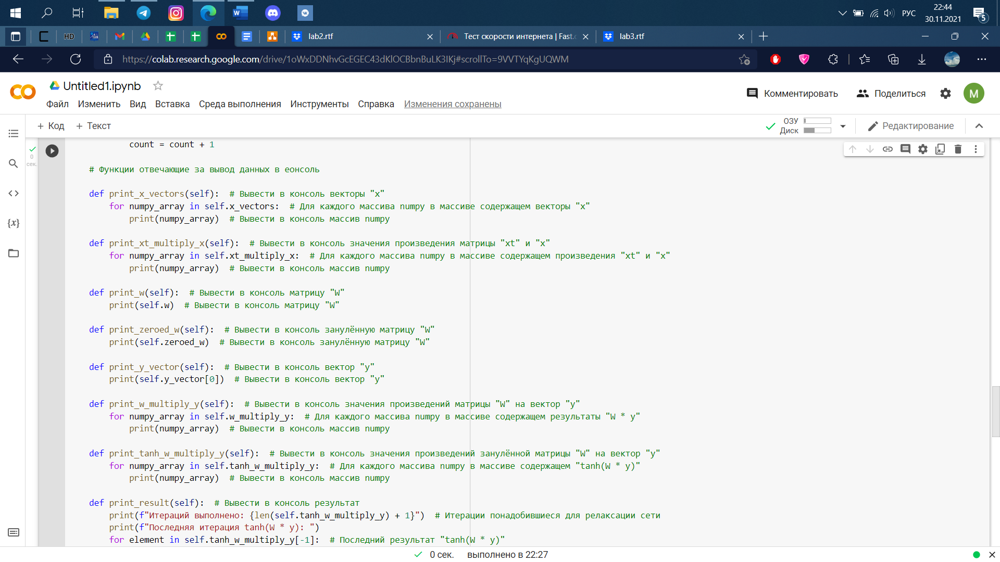 22:44
РУС
30.11.2021
5
HD
lab2.rtf
Тест скорости интернета | Fast.c
lab3.rtf
https://colab.research.google.com/drive/1oWxDDNhvGcEGEC43dKlOCBbnBuLK3IKj#scrollTo=9VVTYqKgUQWM
Untitled1.ipynb
Комментировать
Поделиться
M
Файл Изменить Вид Вставка Среда выполнения Инструменты Справка Изменения сохранены
+ Код + Текст
ОЗУ
Диск
Редактирование
0
сек.
count = count + 1
# Функции отвечающие за вывод данных в еонсоль
def print_x_vectors(self):  # Вывести в консоль векторы "x"
for numpy_array in self.x_vectors:  # Для каждого массива numpy в массиве содержащем векторы "x"
print(numpy_array)  # Вывести в консоль массив numpy
def print_xt_multiply_x(self):  # Вывести в консоль значения произведения матрицы "xt" и "x"
for numpy_array in self.xt_multiply_x:  # Для каждого массива numpy в массиве содержащем произведения "xt" и "x"
print(numpy_array)  # Вывести в консоль массив numpy
def print_w(self):  # Вывести в консоль матрицу "W"
print(self.w)  # Вывести в консоль матрицу "W"
def print_zeroed_w(self):  # Вывести в консоль занулённую матрицу "W"
print(self.zeroed_w)  # Вывести в консоль занулённую матрицу "W"
def print_y_vector(self):  # Вывести в консоль вектор "y"
print(self.y_vector[0])  # Вывести в консоль вектор "y"
def print_w_multiply_y(self):  # Вывести в консоль значения произведений матрицы "W" на вектор "y"
for numpy_array in self.w_multiply_y:  # Для каждого массива numpy в массиве содержащем результаты "W * y"
print(numpy_array)  # Вывести в консоль массив numpy
def print_tanh_w_multiply_y(self):  # Вывести в консоль значения произведений занулённой матрицы "W" на вектор "y"
for numpy_array in self.tanh_w_multiply_y:  # Для каждого массива numpy в массиве содержащем "tanh(W * y)"
print(numpy_array)  # Вывести в консоль массив numpy
def print_result(self):  # Вывести в консоль результат
print(f"Итераций выполнено: {len(self.tanh_w_multiply_y) + 1}")  # Итерации понадобившиеся для релаксации сети
print(f"Последняя итерация tanh(W * y): ")
for element in self.tanh_w_multiply_y[-1]:  # Последний результат "tanh(W * y)"
0 сек. выполнено в 22:27